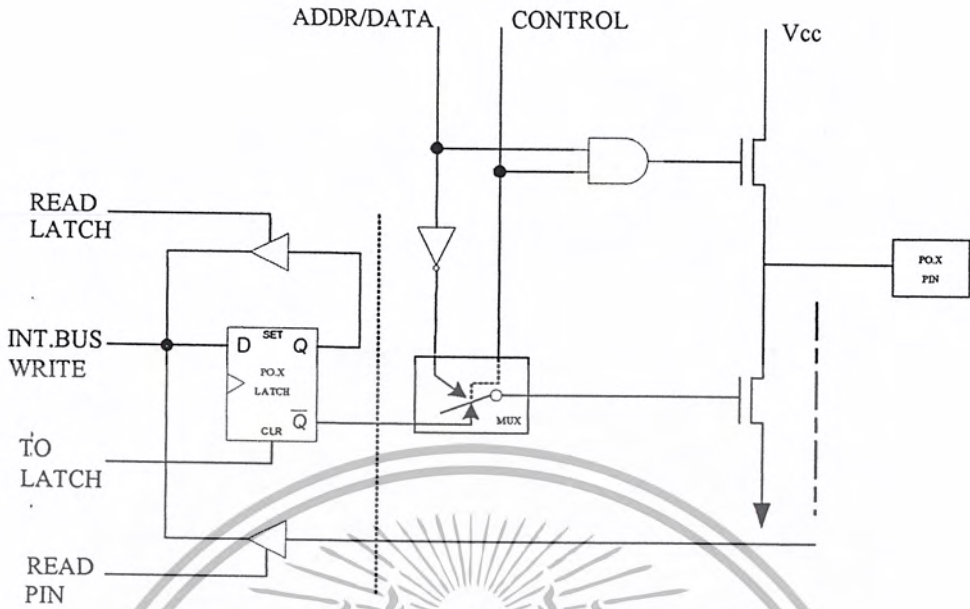 ADDR/DATA
CONTROL
Vcc
READ
LATCH
PO.X
PIN
INT.BUS
WRITE
D
SET
Q
PO.X
LATCH
Q
CLR
MUX
TO
LATCH
READ
PIN